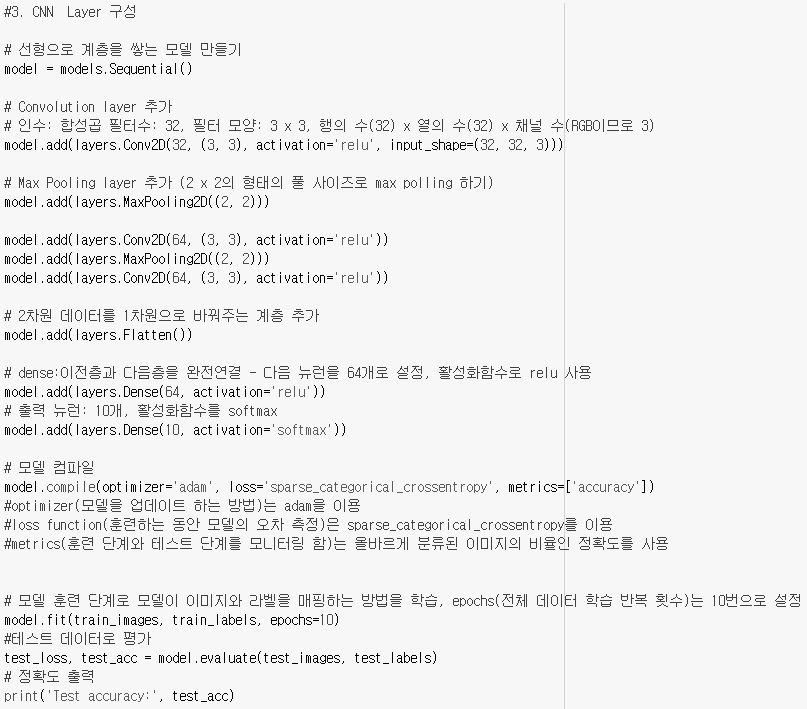 #3. CNN  Layer 구성
# 선형으로 계층을 쌓는 모델 만들기
model = models.Sequential()
# Convolution layer 추가
# 인수: 합성곱 필터수: 32, 필터 모양: 3 x 3, 행의 수(32) x 열의 수(32) x 채널 수(RGB이므로 3)
model.add(layers.Conv2D(32, (3, 3), activation='relu', input_shape=(32, 32, 3)))
# Max Pooling layer 추가 (2 x 2의 형태의 풀 사이즈로 max polling 하기)
model.add(layers.MaxPooling2D((2, 2)))
model.add(layers.Conv2D(64, (3, 3), activation='relu'))
model.add(layers.MaxPooling2D((2, 2)))
model.add(layers.Conv2D(64, (3, 3), activation='relu'))
# 2차원 데이터를 1차원으로 바꿔주는 계층 추가
model.add(layers.Flatten())
# dense:이전층과 다음층을 완전연결 - 다음 뉴런을 64개로 설정, 활성화함수로 relu 사용
model.add(layers.Dense(64, activation='relu'))
# 출력 뉴런: 10개, 활성화함수를 softmax
model.add(layers.Dense(10, activation='softmax'))
# 모델 컴파일
model.compile(optimizer='adam', loss='sparse_categorical_crossentropy', metrics=['accuracy'])
#optimizer(모델을 업데이트 하는 방법)는 adam을 이용
#loss function(훈련하는 동안 모델의 오차 측정)은 sparse_categorical_crossentropy를 이용
#metrics(훈련 단계와 테스트 단계를 모니터링 함)는 올바르게 분류된 이미지의 비율인 정확도를 사용
# 모델 훈련 단계로 모델이 이미지와 라벨을 매핑하는 방법을 학습, epochs(전체 데이터 학습 반복 횟수)는 10번으로 설정
model.fit(train_images, train_labels, epochs=10)
#테스트 데이터로 평가
test_loss, test_acc = model.evaluate(test_images, test_labels)
# 정확도 출력
print('Test accuracy:', test_acc)